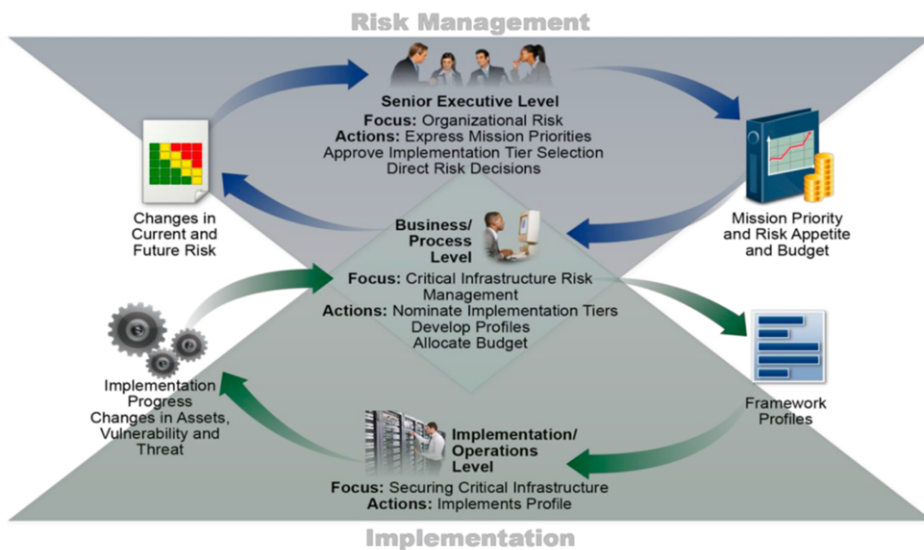 Risk Management
Senior Executive Level
Focus: Organizational Risk
Actions: Express Mission Priorities
Approve Implementation Tier Selection
Direct Risk Decisions
Changes in
Current and
Future Risk
Mission Priority
and Risk Appetite
and Budget
Business/
Process
Level
Focus: Critical Infrastructure Risk
Management
Actions: Nominate Implementation Tiers
Develop Profiles
Allocate Budget
Implementation
Progress
Changes in Assets,
Vulnerability and
Threat
Framework
Profiles
Implementation/
Operations
Level
Focus: Securing Critical Infrastructure
Actions: Implements Profile
Implementation